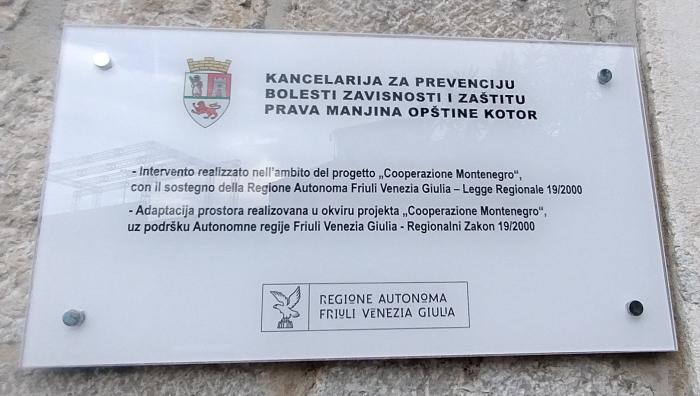 KANCELARIJA ZA PREVENCIJU
BOLESTI ZAVISNOSTI I ZAŠTITU
PRAVA MANJINA OPŠTINE KOTOR
- Intervento realizzato nell'ambito del progetto „Cooperazione Montenegro“,
con il sostegno della Regione Autonoma Friuli Venezia Giulia – Legge Regionale 19/2000
- Adaptacija prostora realizovana u okviru projekta „Cooperazione Montenegro“,
uz podršku Autonomne regije Friuli Venezia Giulia - Regionalni Zakon 19/2000
REGIONE AUTONOMA
FRIULI VENEZIA GIULIA